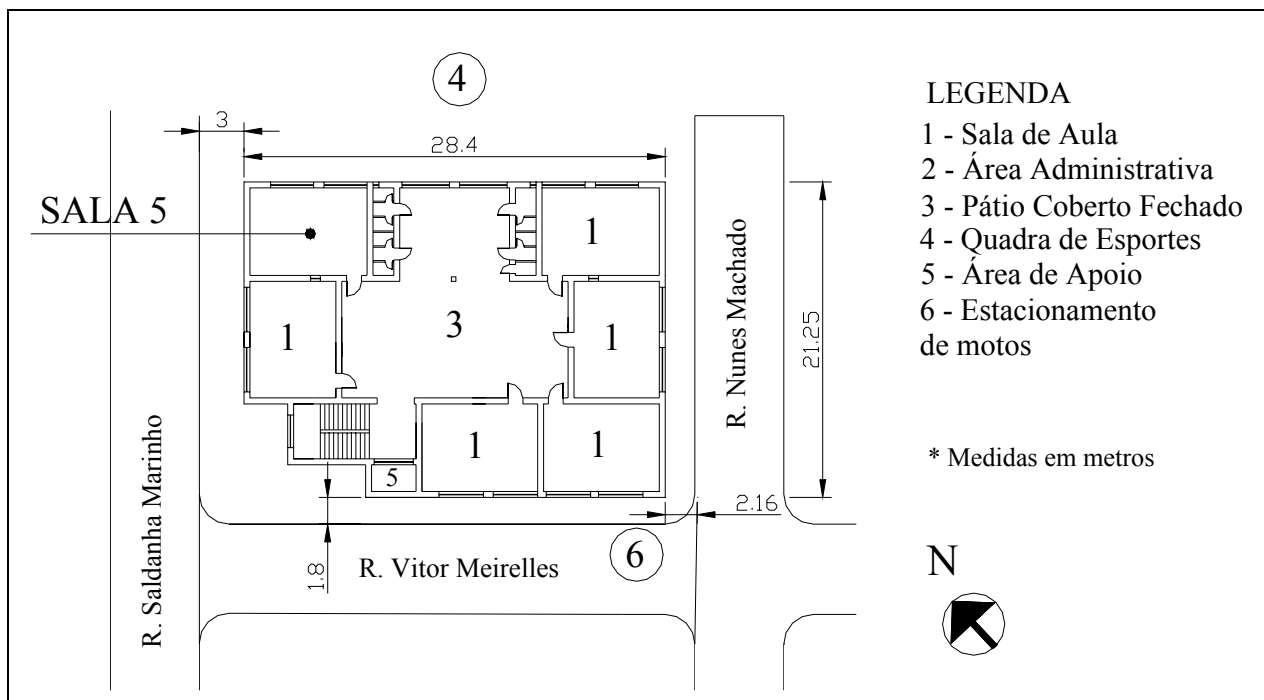 4
3
28.4
SALA 5
1
1
1
3
1
1
1
5
6
1.8
2.16
21.25
R. Saldanha Marinho
R. Vitor Meirelles
R. Nunes Machado
LEGENDA
1 - Sala de Aula
2 - Área Administrativa
3 - Pátio Coberto Fechado
4 - Quadra de Esportes
5 - Área de Apoio
6 - Estacionamento
de motos
* Medidas em metros
N